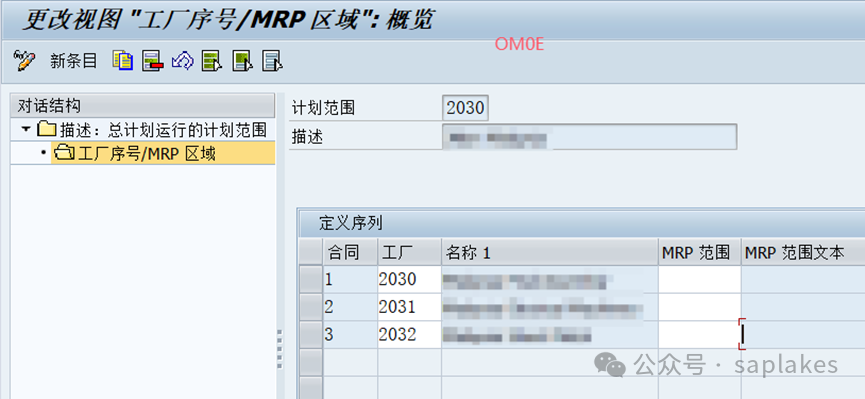 更改视图 "工厂序号/MRP 区域": 概览
OM0E
新条目
对话结构
描述：总计划运行的计划范围
工厂序号/MRP 区域
计划范围 2030
描述
定义序列
合同 工厂 名称 1 MRP 范围 MRP 范围文本
1 2030
2 2031
3 2032
公众号 · saplakes